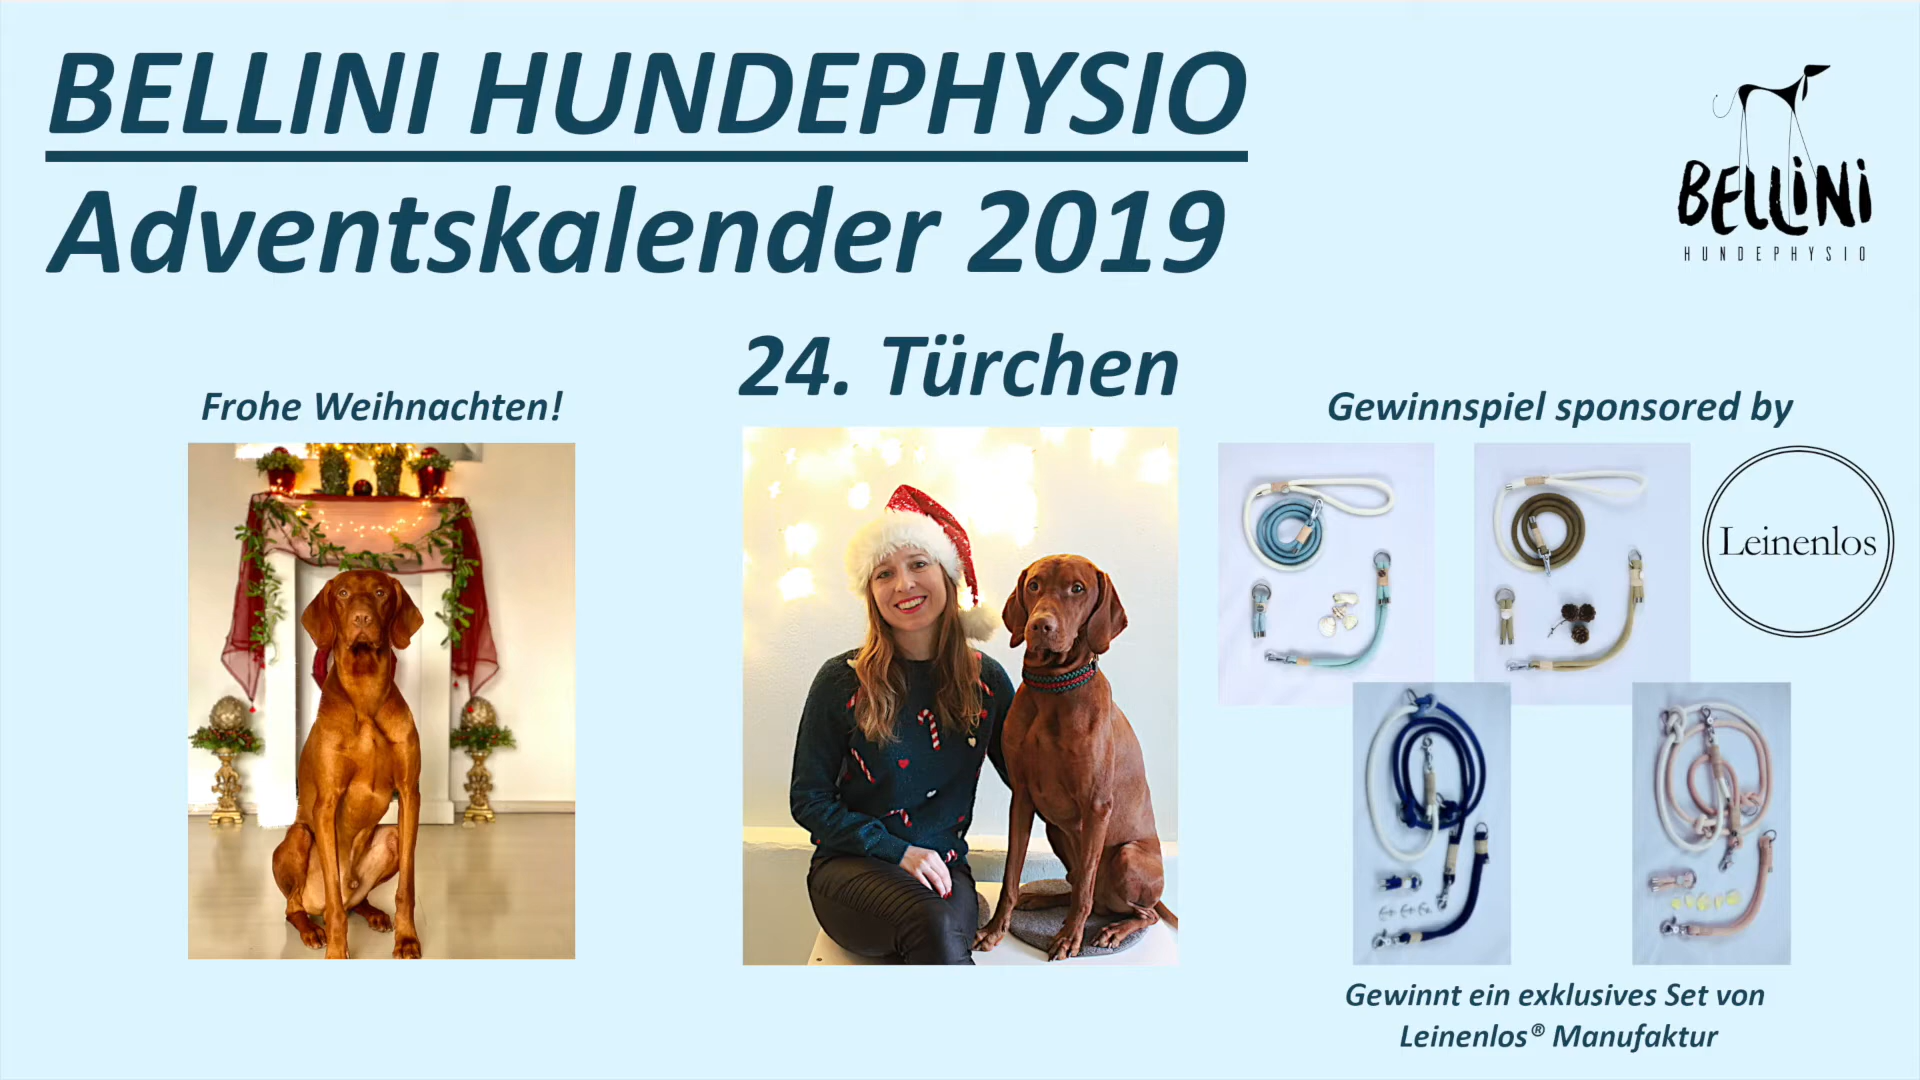 BELLINI HUNDEPHYSIO
Adventskalender 2019
BELLINI
HUNDEPHYSIO
24. Türchen
Frohe Weihnachten!
Gewinnspiel sponsored by
Leinenlos
Gewinnt ein exklusives Set von
Leinenlos® Manufaktur